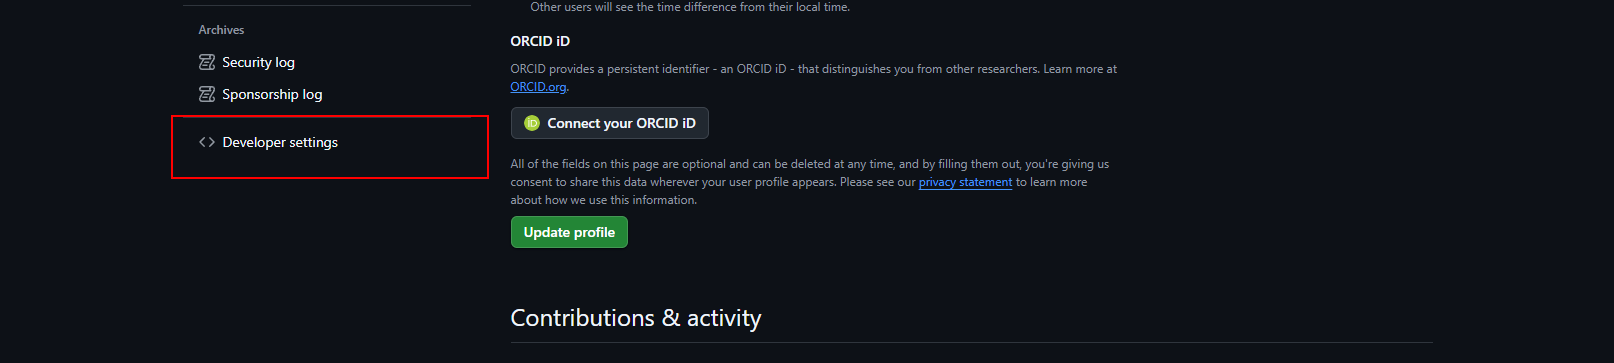 Other users will see the time difference from their local time.
Archives
Security log
Sponsorship log
Developer settings
ORCID iD
ORCID provides a persistent identifier - an ORCID iD - that distinguishes you from other researchers. Learn more at
ORCID.org.
iD Connect your ORCID iD
All of the fields on this page are optional and can be deleted at any time, and by filling them out, you're giving us
consent to share this data wherever your user profile appears. Please see our privacy statement to learn more
about how we use this information.
Update profile
Contributions & activity